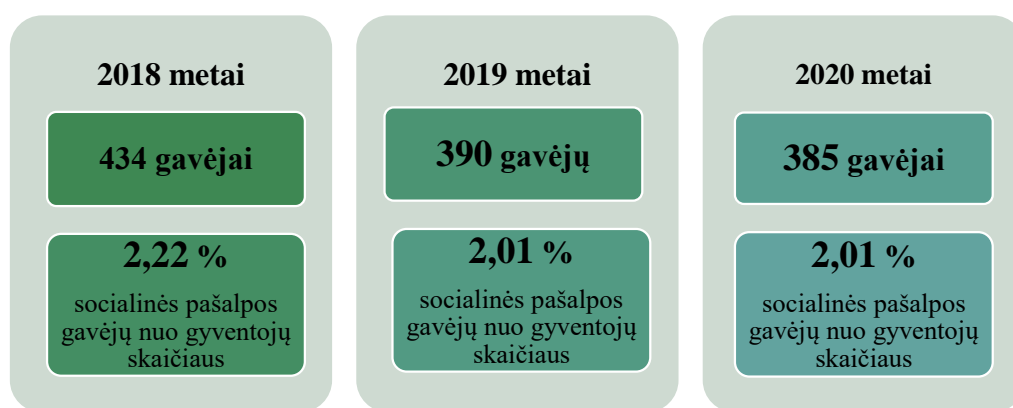 2018 metai
434 gavėjai
2,22 %
socialinės pašalpos
gavėjų nuo gyventojų
skaičiaus
2019 metai
390 gavėjų
2,01 %
socialinės pašalpos
gavėjų nuo gyventojų
skaičiaus
2020 metai
385 gavėjai
2,01 %
socialinės pašalpos
gavėjų nuo gyventojų
skaičiaus